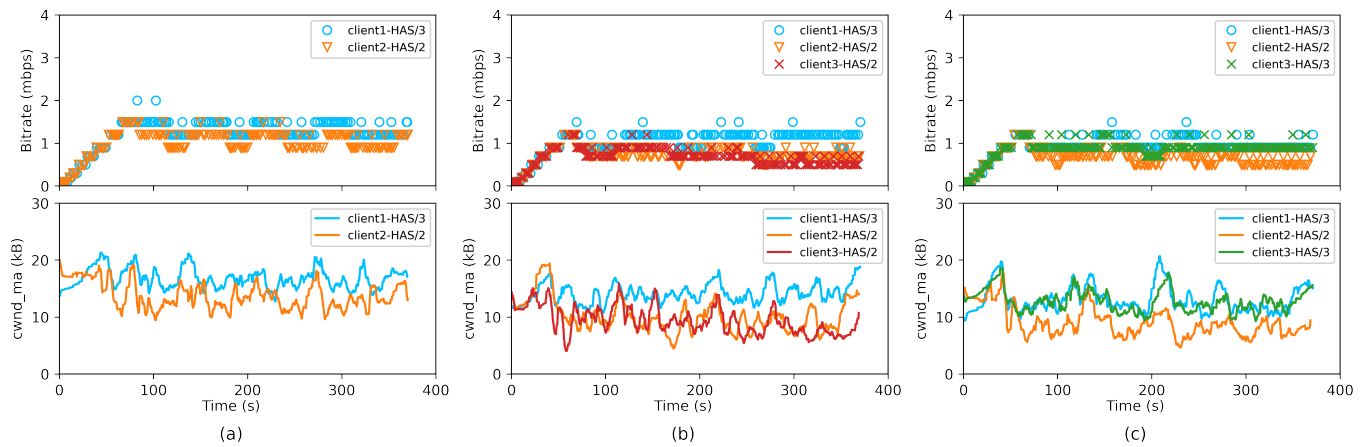 4
3
2
1
0
Bitrate (mbps)
client1-HAS/3
client2-HAS/2
30
20
10
0
cwnd_ma (kB)
client1-HAS/3
client2-HAS/2
0 100 200 300 400
Time (s)
(a)
4
3
2
1
0
Bitrate (mbps)
client1-HAS/3
client2-HAS/2
client3-HAS/2
30
20
10
0
cwnd_ma (kB)
client1-HAS/3
client2-HAS/2
client3-HAS/2
0 100 200 300 400
Time (s)
(b)
4
3
2
1
0
Bitrate (mbps)
client1-HAS/3
client2-HAS/2
client3-HAS/3
30
20
10
0
cwnd_ma (kB)
client1-HAS/3
client2-HAS/2
client3-HAS/3
0 100 200 300 400
Time (s)
(c)